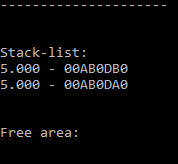 ---------------------
Stack-list:
5.000 - 00AB0DB0
5.000 - 00AB0DA0
Free area: